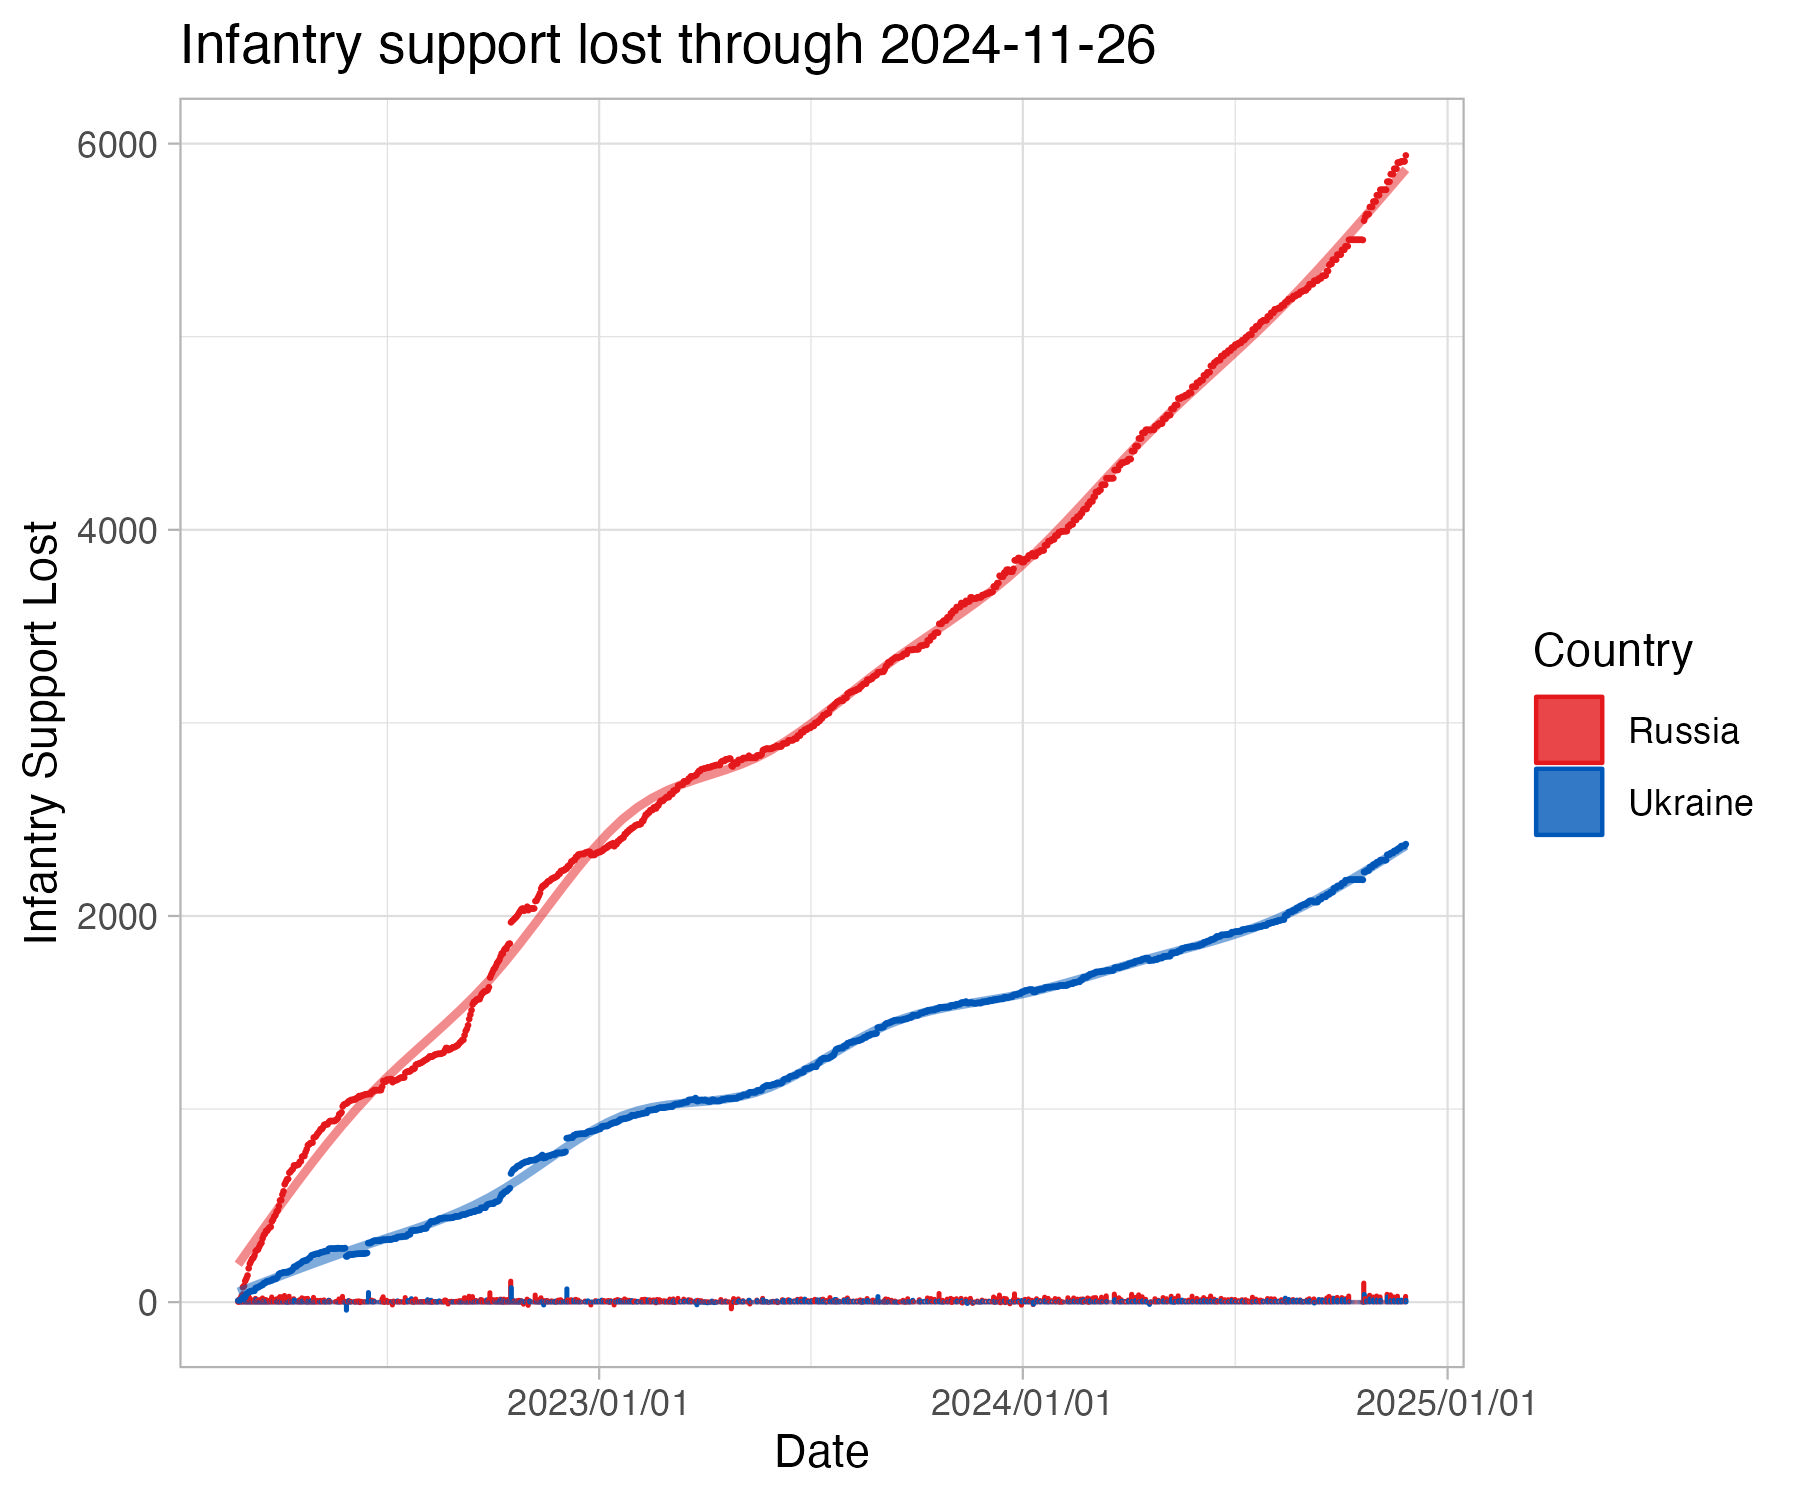 Infantry support lost through 2024-11-26
Infantry Support Lost
6000
4000
2000
0
2023/01/01
2024/01/01
2025/01/01
Date
Country
Russia
Ukraine